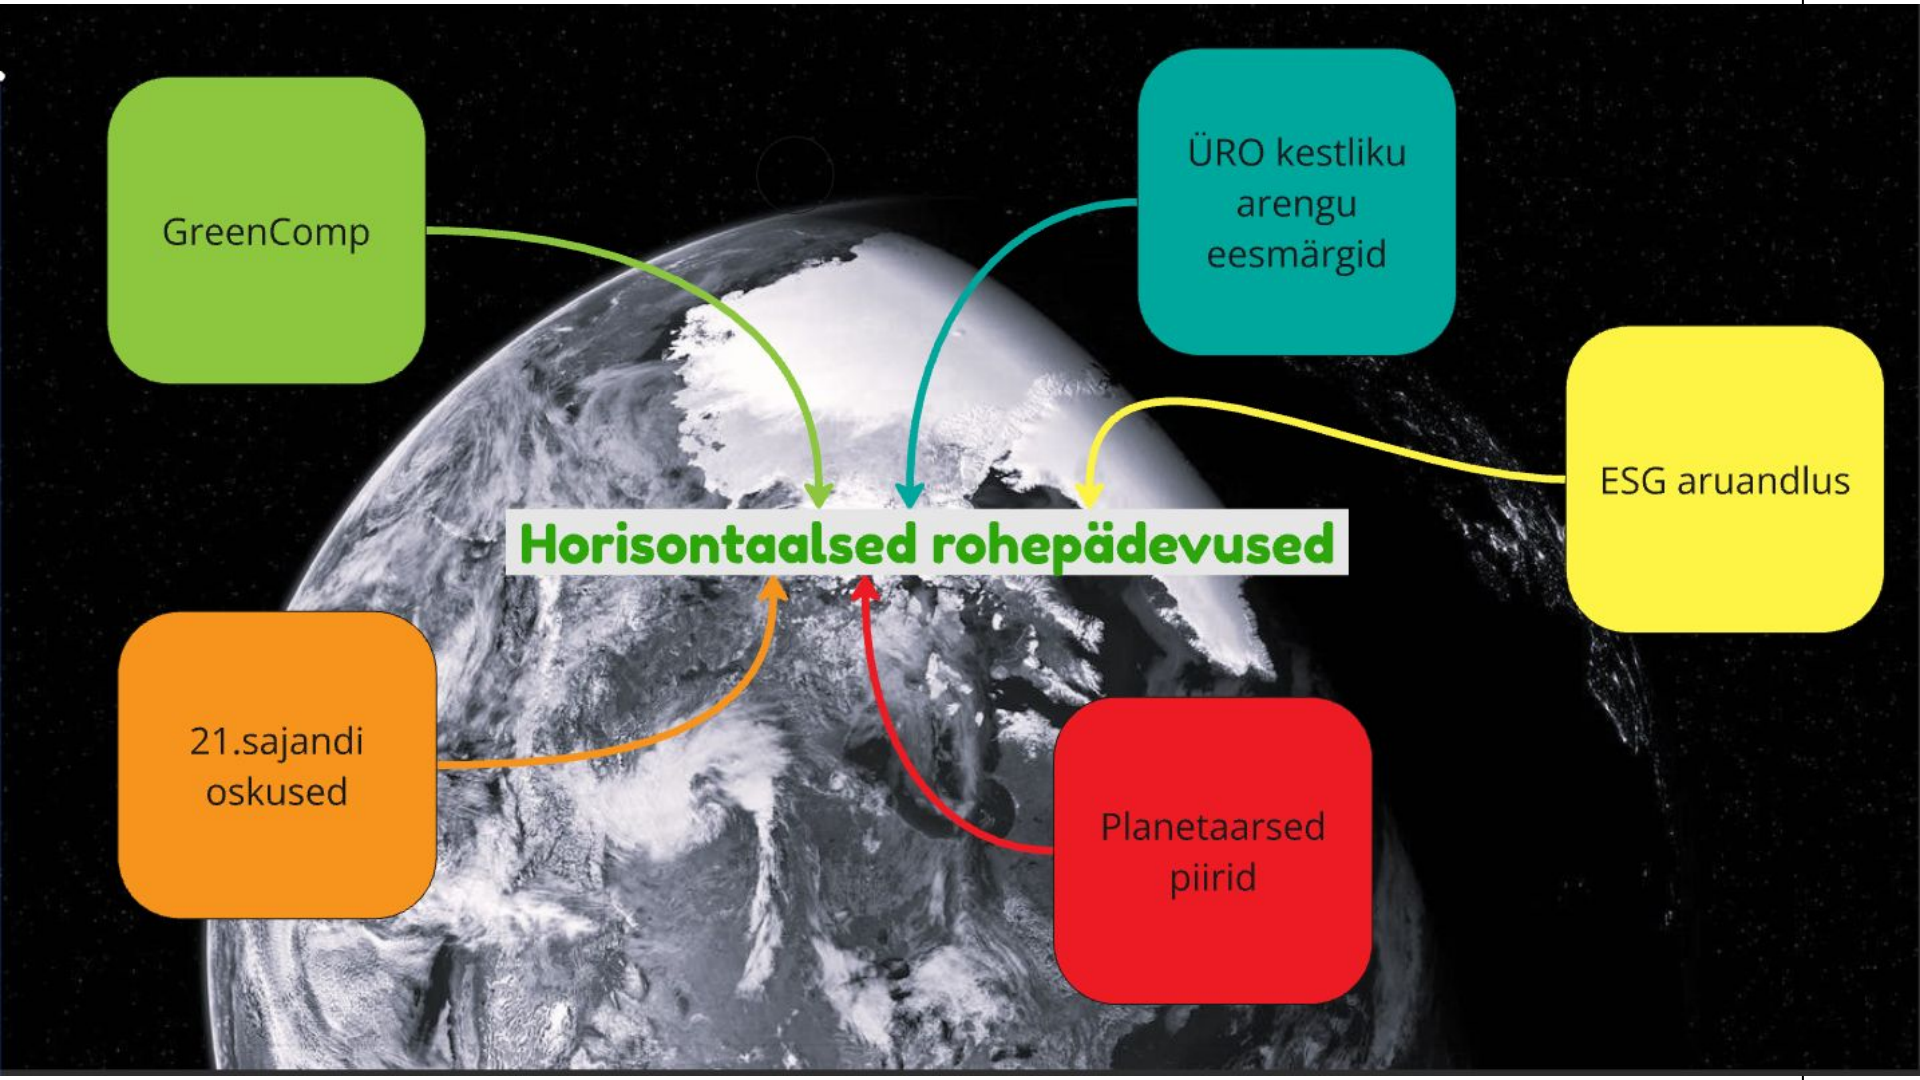 GreenComp
ÜRO kestliku
arengu
eesmärgid
ESG aruandlus
Horisontaalsed rohepädevused
21.sajandi
oskused
Planetaarsed
piirid